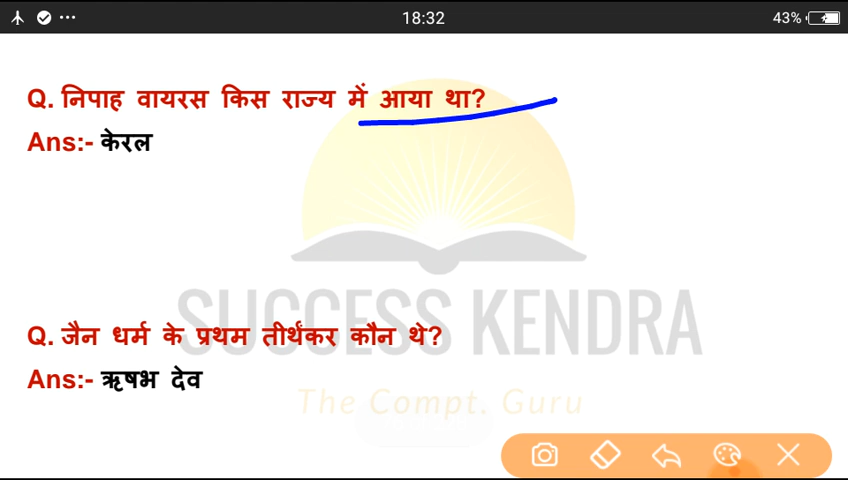 18:32
43%
Q. निपाह वायरस किस राज्य में आया था?
Ans:- केरल
SUCCESS KENDRA
Q. जैन धर्म के प्रथम तीर्थंकर कौन थे?
Ans:- ऋषभ देव
The Compt. Guru